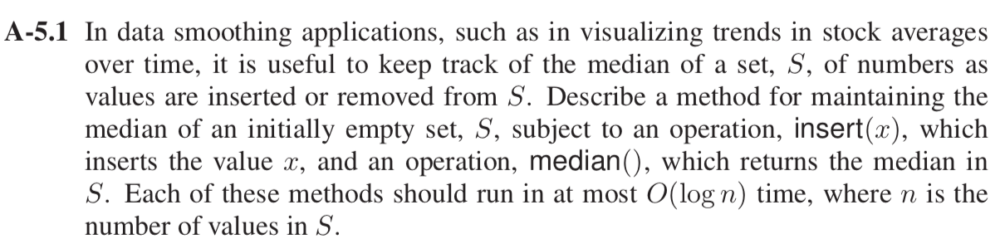 A-5.1 In data smoothing applications, such as in visualizing trends in stock averages
over time, it is useful to keep track of the median of a set, S, of numbers as
values are inserted or removed from S. Describe a method for maintaining the
median of an initially empty set, S, subject to an operation, insert(x), which
inserts the value x, and an operation, median(), which returns the median in
S. Each of these methods should run in at most O(log n) time, where n is the
number of values in S.